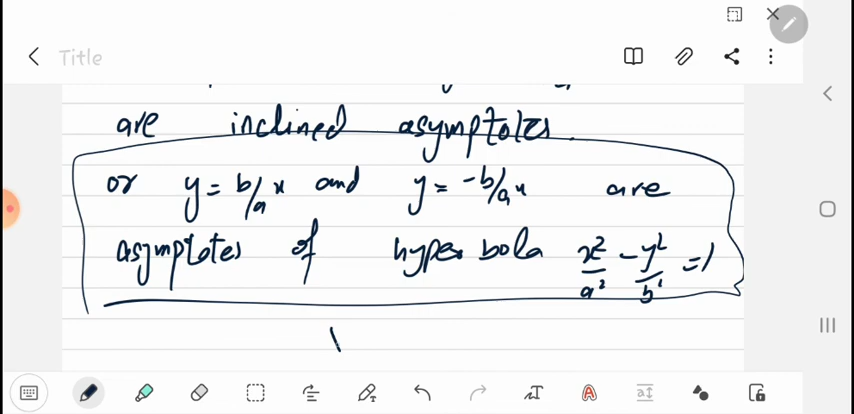 Title
are inclined asymptotes.
or y = b/a x and y = -b/a x are
asymptotes of hyperbola x²/a² - y²/b² = 1